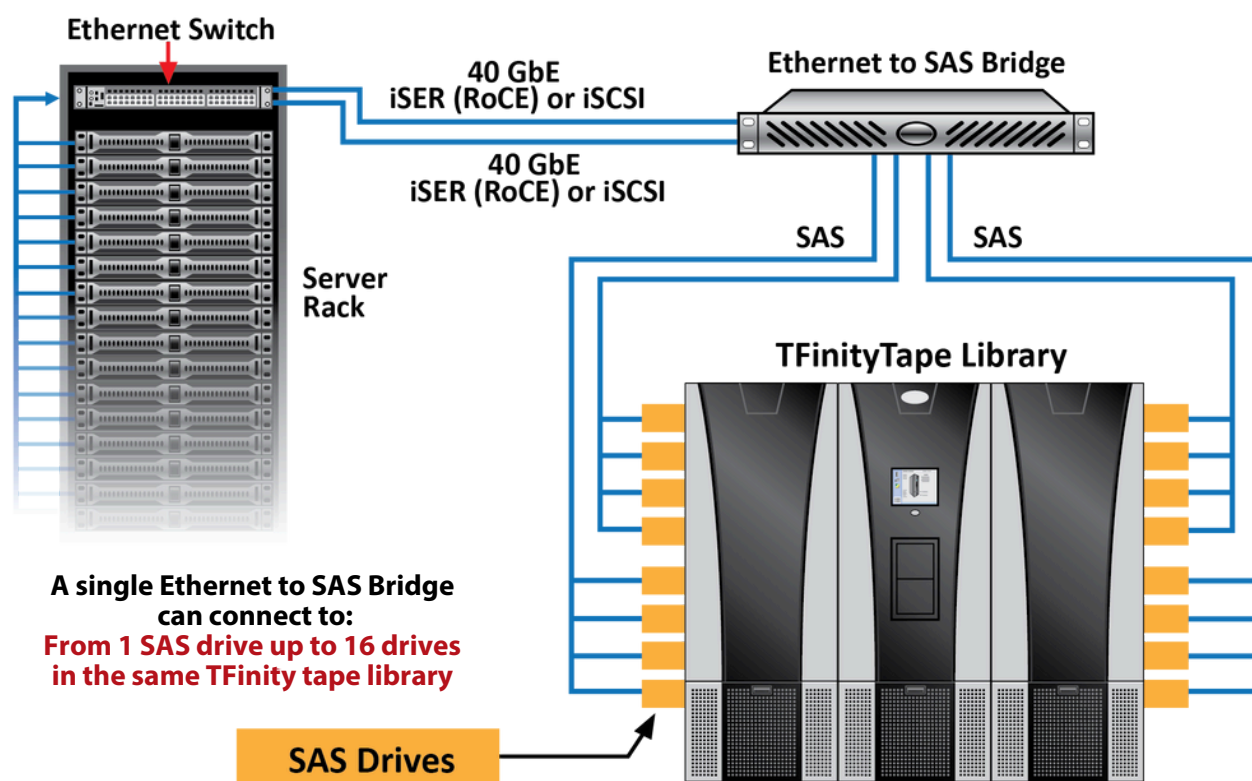 Ethernet Switch
40 GbE
iSER (RoCE) or iSCSI
Ethernet to SAS Bridge
40 GbE
iSER (RoCE) or iSCSI
SAS
SAS
Server
Rack
TFinityTape Library
A single Ethernet to SAS Bridge
can connect to:
From 1 SAS drive up to 16 drives
in the same TFinity tape library
SAS Drives